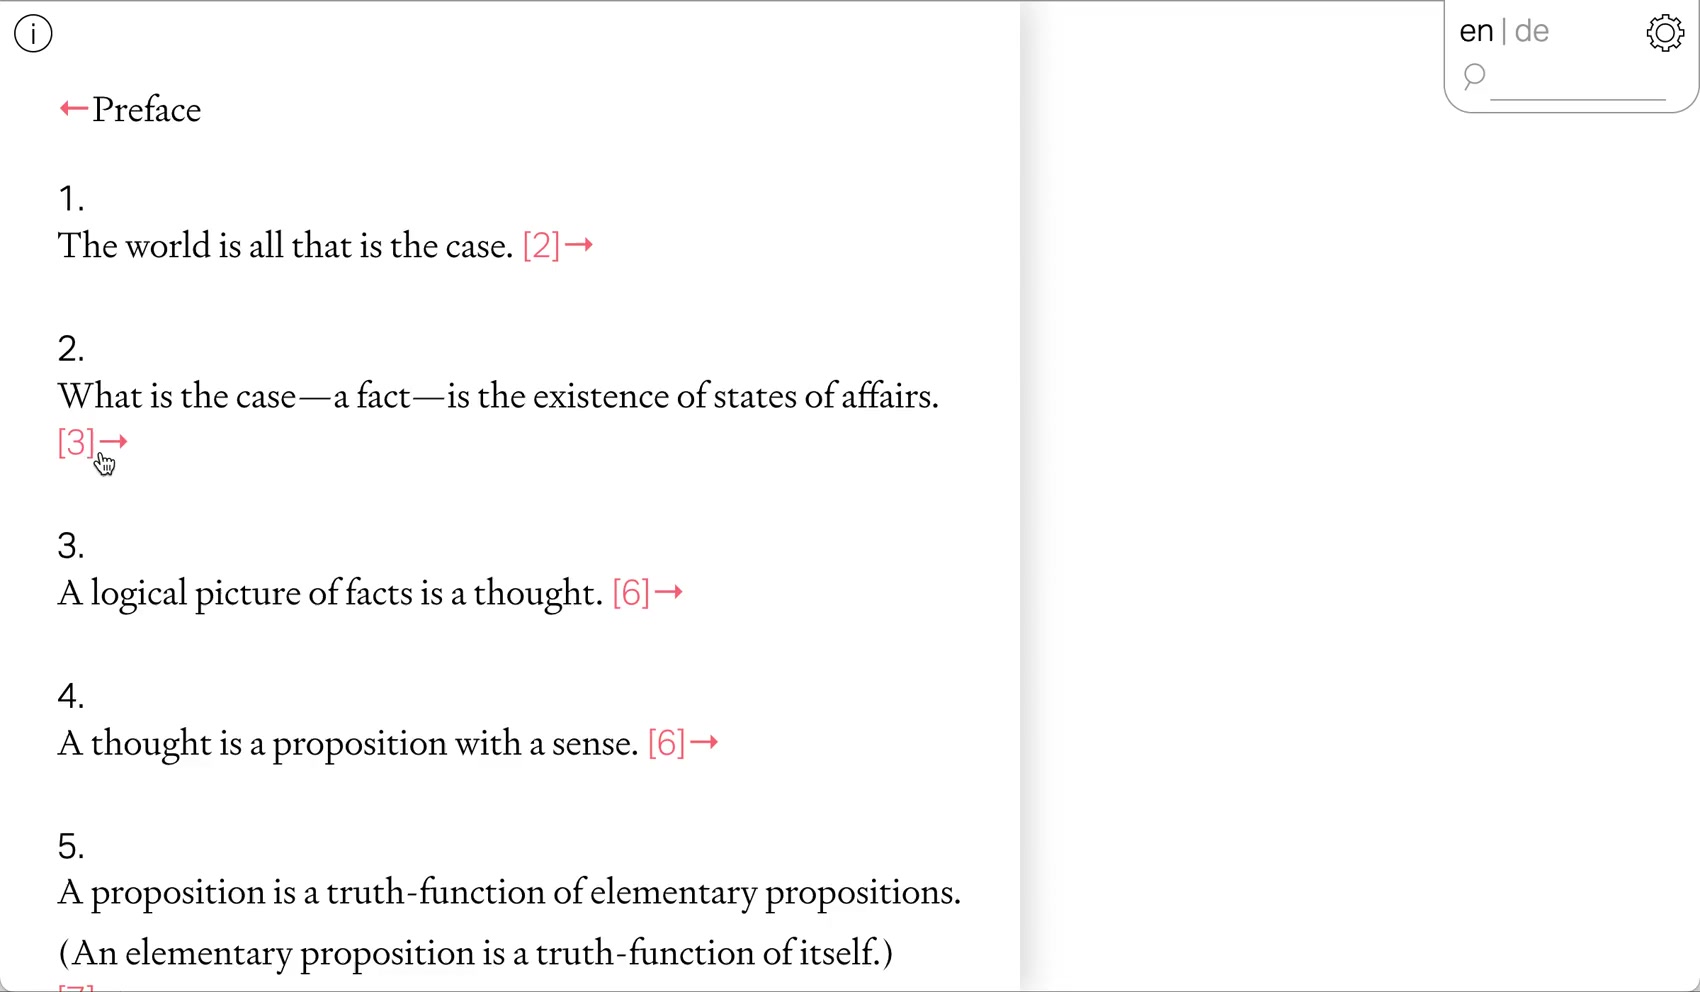 i
en | de
←Preface
1.
The world is all that is the case. [2]→
2.
What is the case—a fact—is the existence of states of affairs.
[3]→
3.
A logical picture of facts is a thought. [6]→
4.
A thought is a proposition with a sense. [6]→
5.
A proposition is a truth-function of elementary propositions.
(An elementary proposition is a truth-function of itself.)